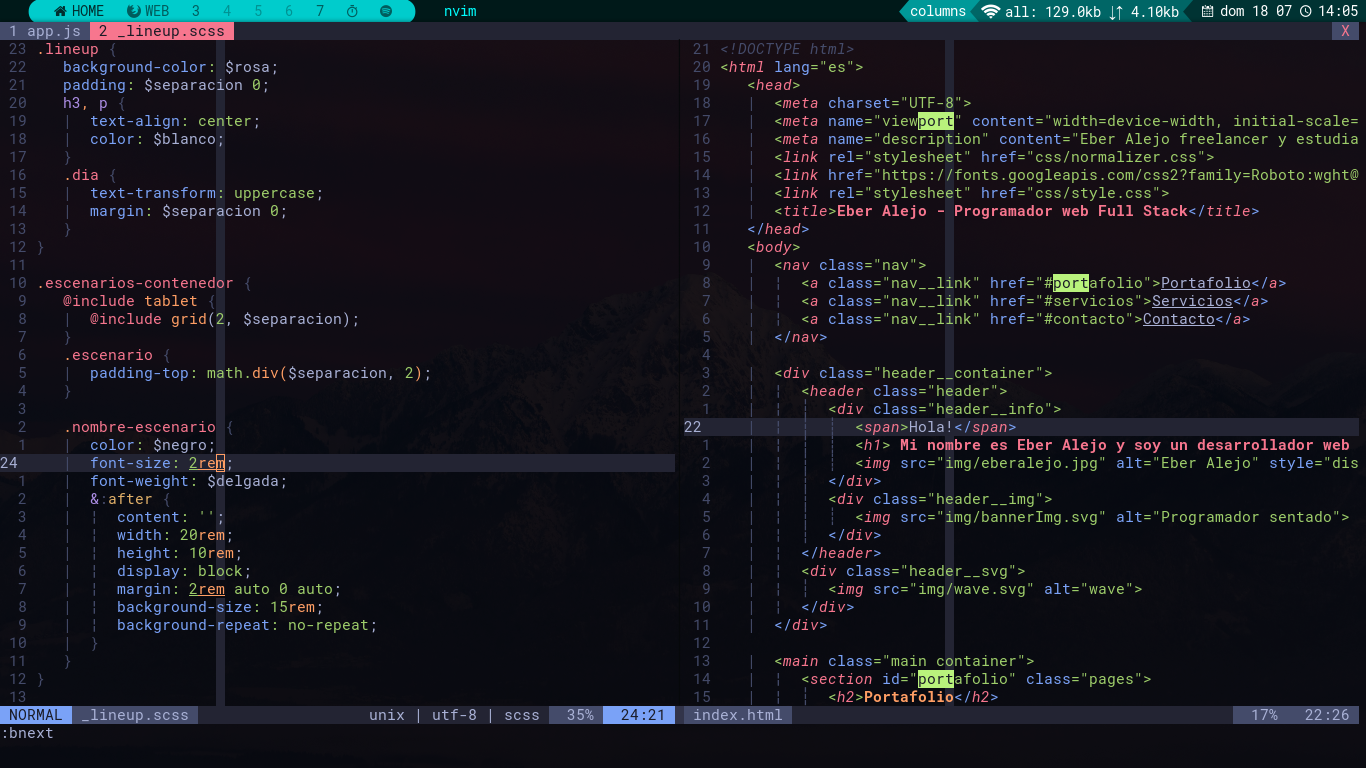 HOME WEB 3 4 5 6 7 nvim columns all: 129.0kb ↓↑ 4.10kb dom 18 07 14:05
1 app.js 2 _lineup.scss X
23 .lineup {
22 background-color: $rosa;
21 padding: $separacion 0;
20 h3, p {
19 text-align: center;
18 color: $blanco;
17 }
16 .dia {
15 text-transform: uppercase;
14 margin: $separacion 0;
13 }
12 }
11
10 .escenarios-contenedor {
9 @include tablet {
8 @include grid(2, $separacion);
7 }
6 .escenario {
5 padding-top: math.div($separacion, 2);
4 }
3
2 .nombre-escenario {
1 color: $negro;
24 font-size: 2rem;
1 font-weight: $delgada;
2 &:after {
3 content: '';
4 width: 20rem;
5 height: 10rem;
6 display: block;
7 margin: 2rem auto 0 auto;
8 background-size: 15rem;
9 background-repeat: no-repeat;
10 }
11 }
12 }
13
NORMAL _lineup.scss unix | utf-8 | scss 35% 24:21
21 <!DOCTYPE html>
20 <html lang="es">
19 <head>
18 <meta charset="UTF-8">
17 <meta name="viewport" content="width=device-width, initial-scale=
16 <meta name="description" content="Eber Alejo freelancer y estudia
15 <link rel="stylesheet" href="css/normalizer.css">
14 <link href="https://fonts.googleapis.com/css2?family=Roboto:wght@
13 <link rel="stylesheet" href="css/style.css">
12 <title>Eber Alejo - Programador web Full Stack</title>
11 </head>
10 <body>
9 <nav class="nav">
8 <a class="nav__link" href="#portafolio">Portafolio</a>
7 <a class="nav__link" href="#servicios">Servicios</a>
6 <a class="nav__link" href="#contacto">Contacto</a>
5 </nav>
4
3 <div class="header__container">
2 <header class="header">
1 <div class="header__info">
22 <span>Hola!</span>
1 <h1> Mi nombre es Eber Alejo y soy un desarrollador web
2 <img src="img/eberalejo.jpg" alt="Eber Alejo" style="dis
3 </div>
4 <div class="header__img">
5 <img src="img/bannerImg.svg" alt="Programador sentado">
6 </div>
7 </header>
8 <div class="header__svg">
9 <img src="img/wave.svg" alt="wave">
10 </div>
11 </div>
12
13 <main class="main container">
14 <section id="portafolio" class="pages">
15 <h2>Portafolio</h2>
index.html 17% 22:26
:bnext